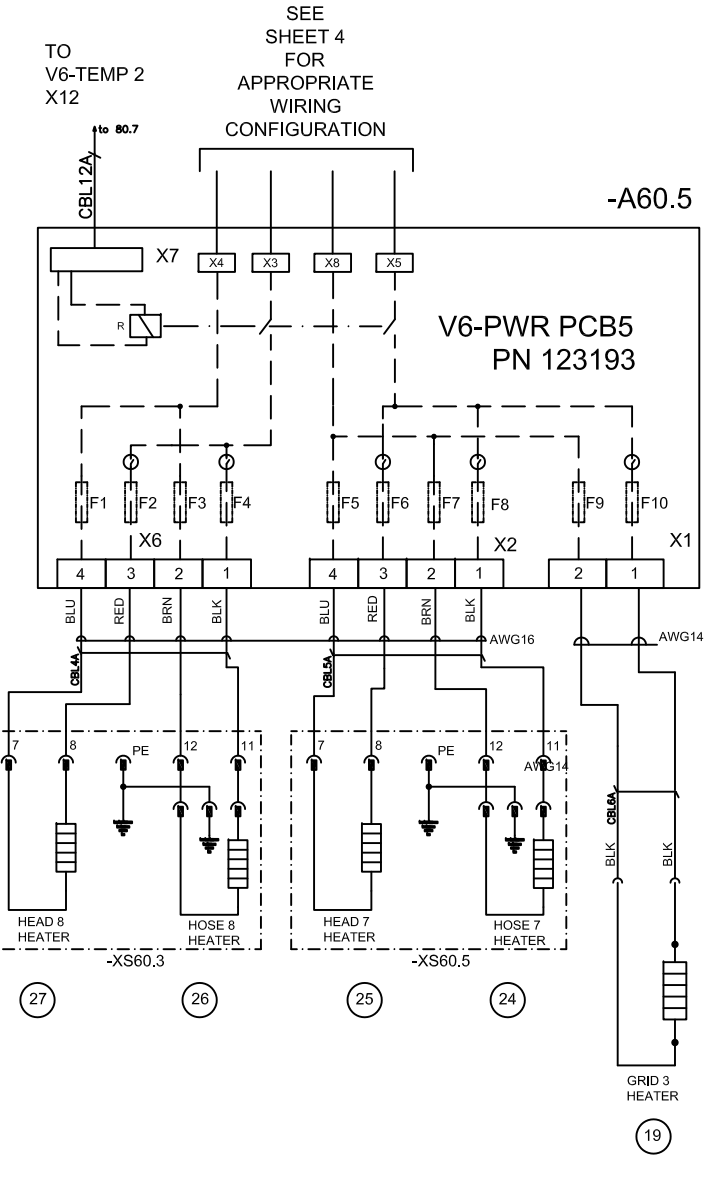 SEE
SHEET 4
FOR
APPROPRIATE
WIRING
CONFIGURATION
TO
V6-TEMP 2
X12
to 80.7
CBL12A
-A60.5
X7
X4
X3
X8
X5
R
V6-PWR PCB5
PN 123193
F1
F2
F3
F4
F5
F6
F7
F8
F9
F10
X6
X2
X1
4
3
2
1
4
3
2
1
2
1
BLU
RED
BRN
BLK
BLU
RED
BRN
BLK
AWG16
AWG14
CBL4A
CBL5A
7
8
PE
12
11
7
8
PE
12
11
AWG14
CBL6A
BLK
BLK
HEAD 8
HEATER
HOSE 8
HEATER
HEAD 7
HEATER
HOSE 7
HEATER
-XS60.3
-XS60.5
27
26
25
24
GRID 3
HEATER
19